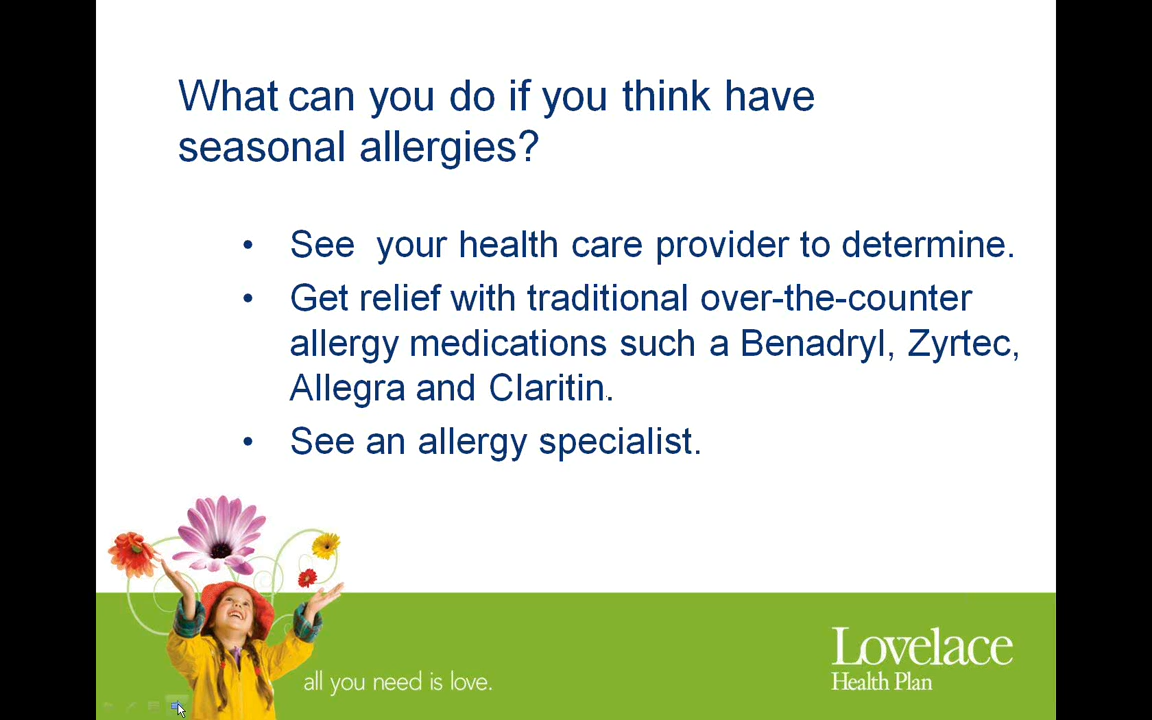 What can you do if you think have
seasonal allergies?
• See  your health care provider to determine.
• Get relief with traditional over-the-counter
allergy medications such a Benadryl, Zyrtec,
Allegra and Claritin.
• See an allergy specialist.
all you need is love.
Lovelace
Health Plan